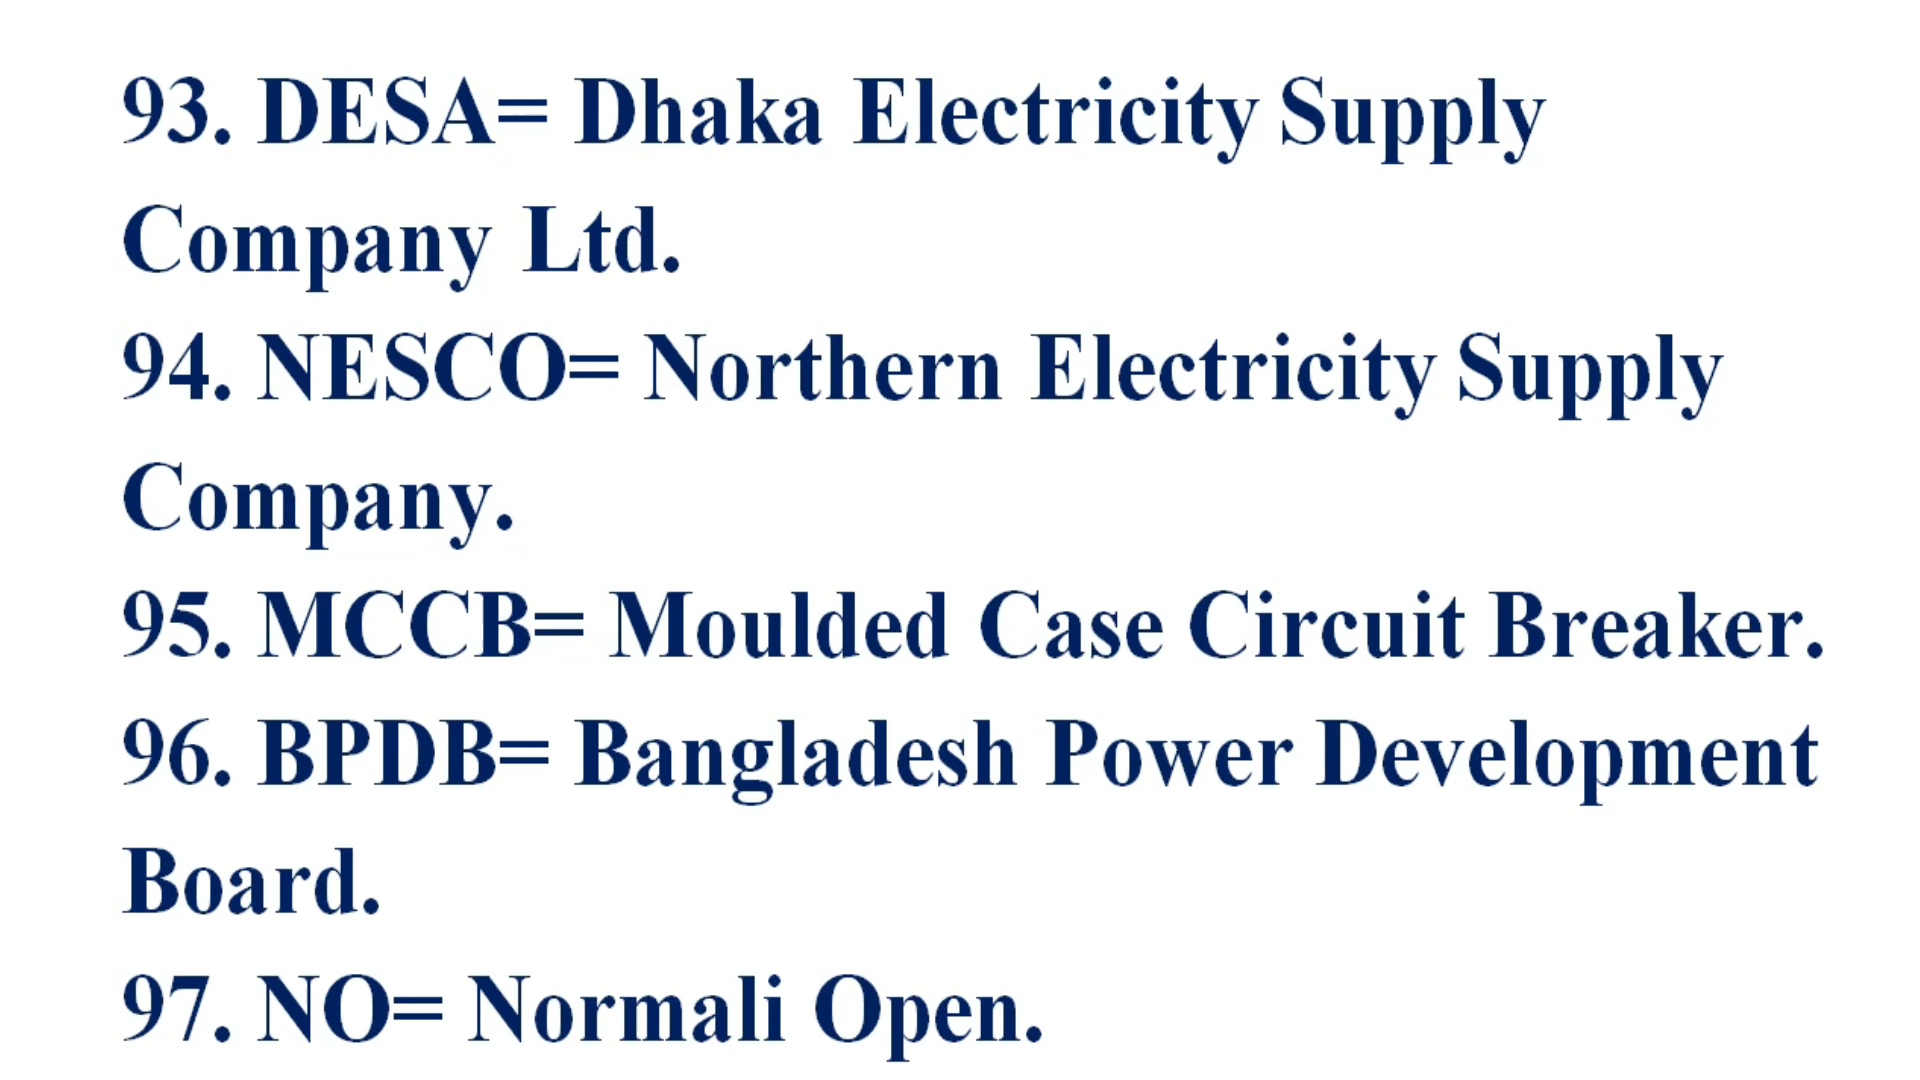 93. DESA= Dhaka Electricity Supply
Company Ltd.
94. NESCO= Northern Electricity Supply
Company.
95. MCCB= Moulded Case Circuit Breaker.
96. BPDB= Bangladesh Power Development
Board.
97. NO= Normali Open.